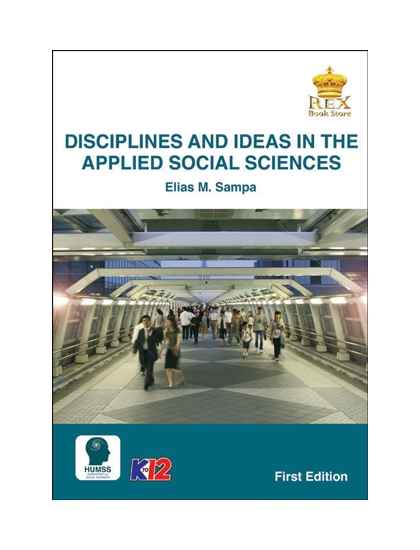 REX
Book Store
DISCIPLINES AND IDEAS IN THE
APPLIED SOCIAL SCIENCES
Elias M. Sampa
HUMSS
K TO 12
First Edition